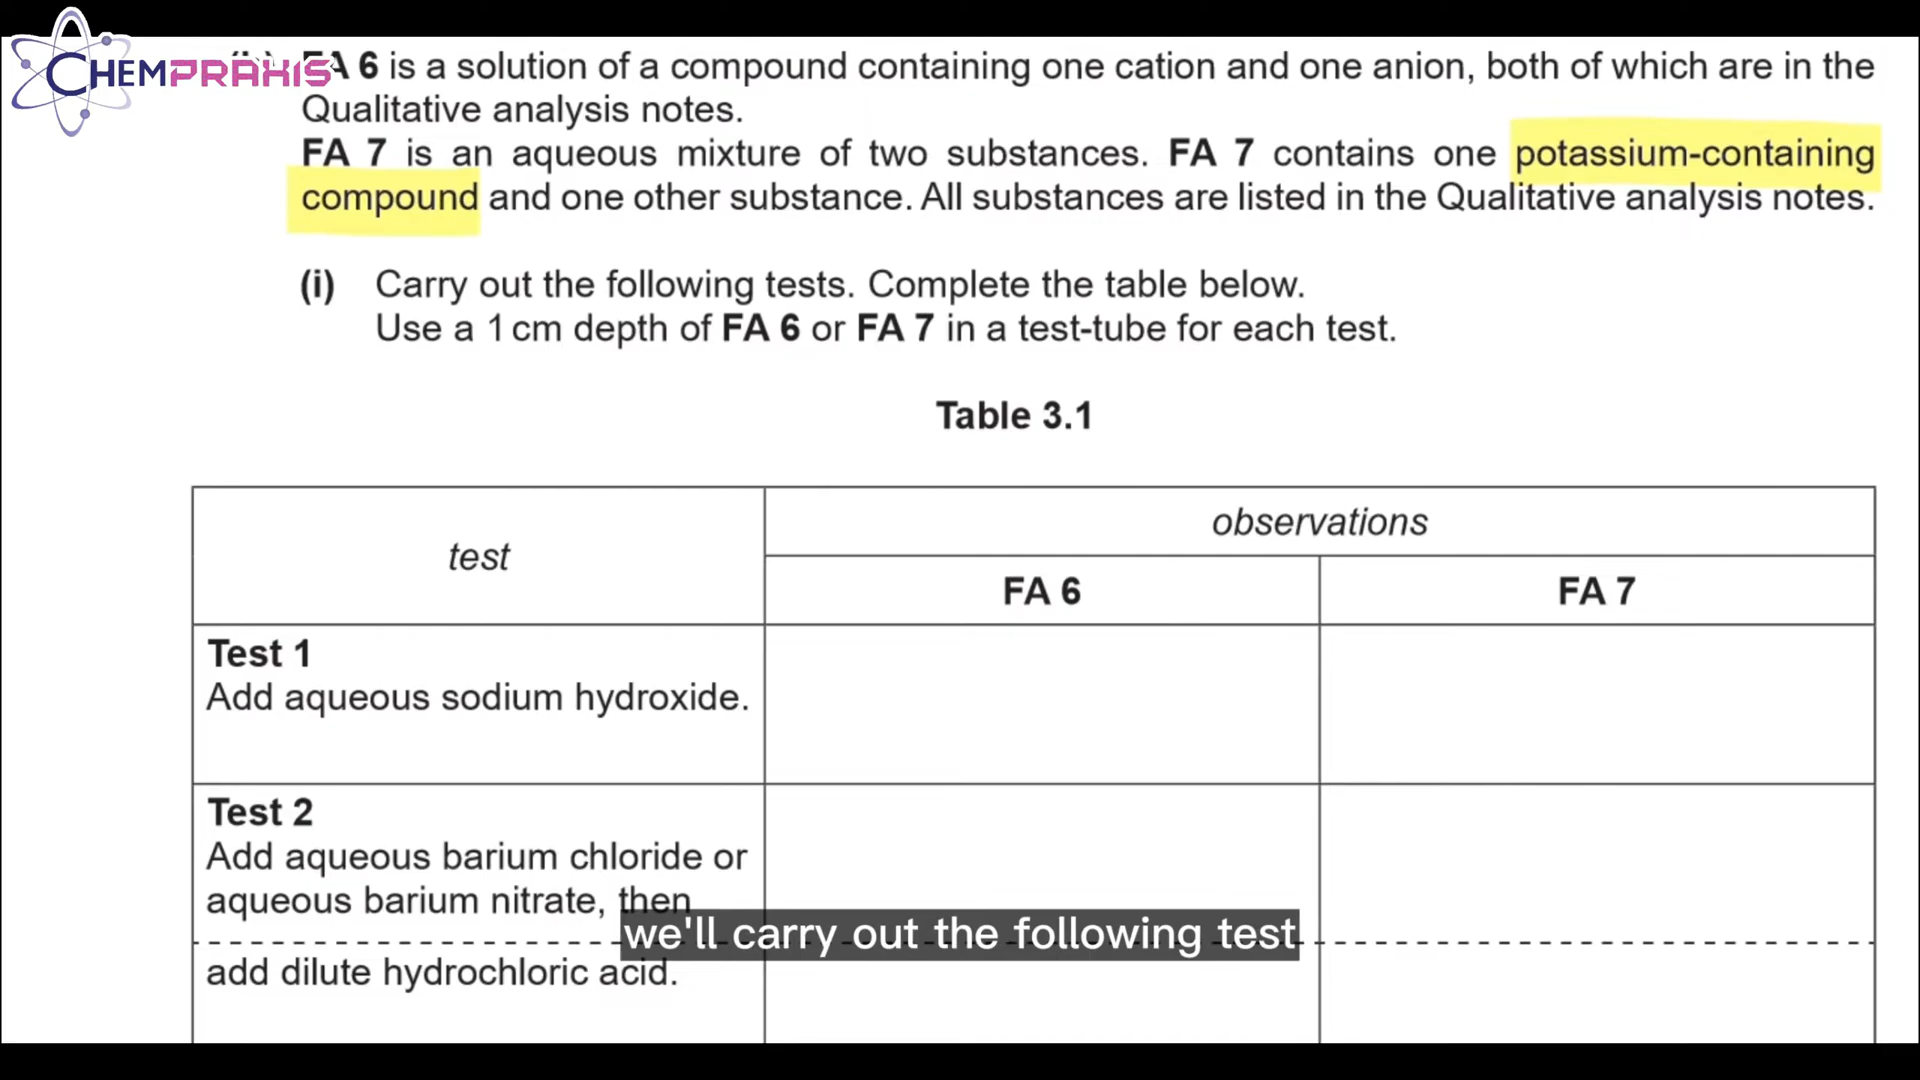 CHEMPRAXIS
FA 6 is a solution of a compound containing one cation and one anion, both of which are in the
Qualitative analysis notes.
FA 7 is an aqueous mixture of two substances. FA 7 contains one potassium-containing
compound and one other substance. All substances are listed in the Qualitative analysis notes.
(i) Carry out the following tests. Complete the table below.
Use a 1 cm depth of FA 6 or FA 7 in a test-tube for each test.
Table 3.1
test
observations
FA 6
FA 7
Test 1
Add aqueous sodium hydroxide.
Test 2
Add aqueous barium chloride or
aqueous barium nitrate, then
add dilute hydrochloric acid.
we'll carry out the following test